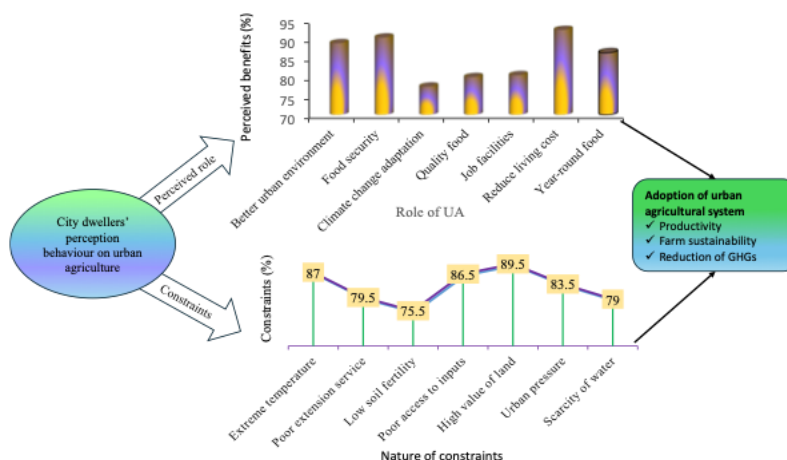 95
90
85
80
75
70
Perceived benefits (%)
Better urban environment
Food security
Climate change adaptation
Quality food
Job facilities
Reduce living cost
Year-round food
Role of UA
Perceived role
City dwellers'
perception
behaviour on urban
agriculture
Constraints
Adoption of urban
agricultural system
✓ Productivity
✓ Farm sustainability
✓ Reduction of GHGs
Constraints (%)
87
79.5
75.5
86.5
89.5
83.5
79
Extreme temperature
Poor extension service
Low soil fertility
Poor access to inputs
High value of land
Urban pressure
Scarcity of water
Nature of constraints